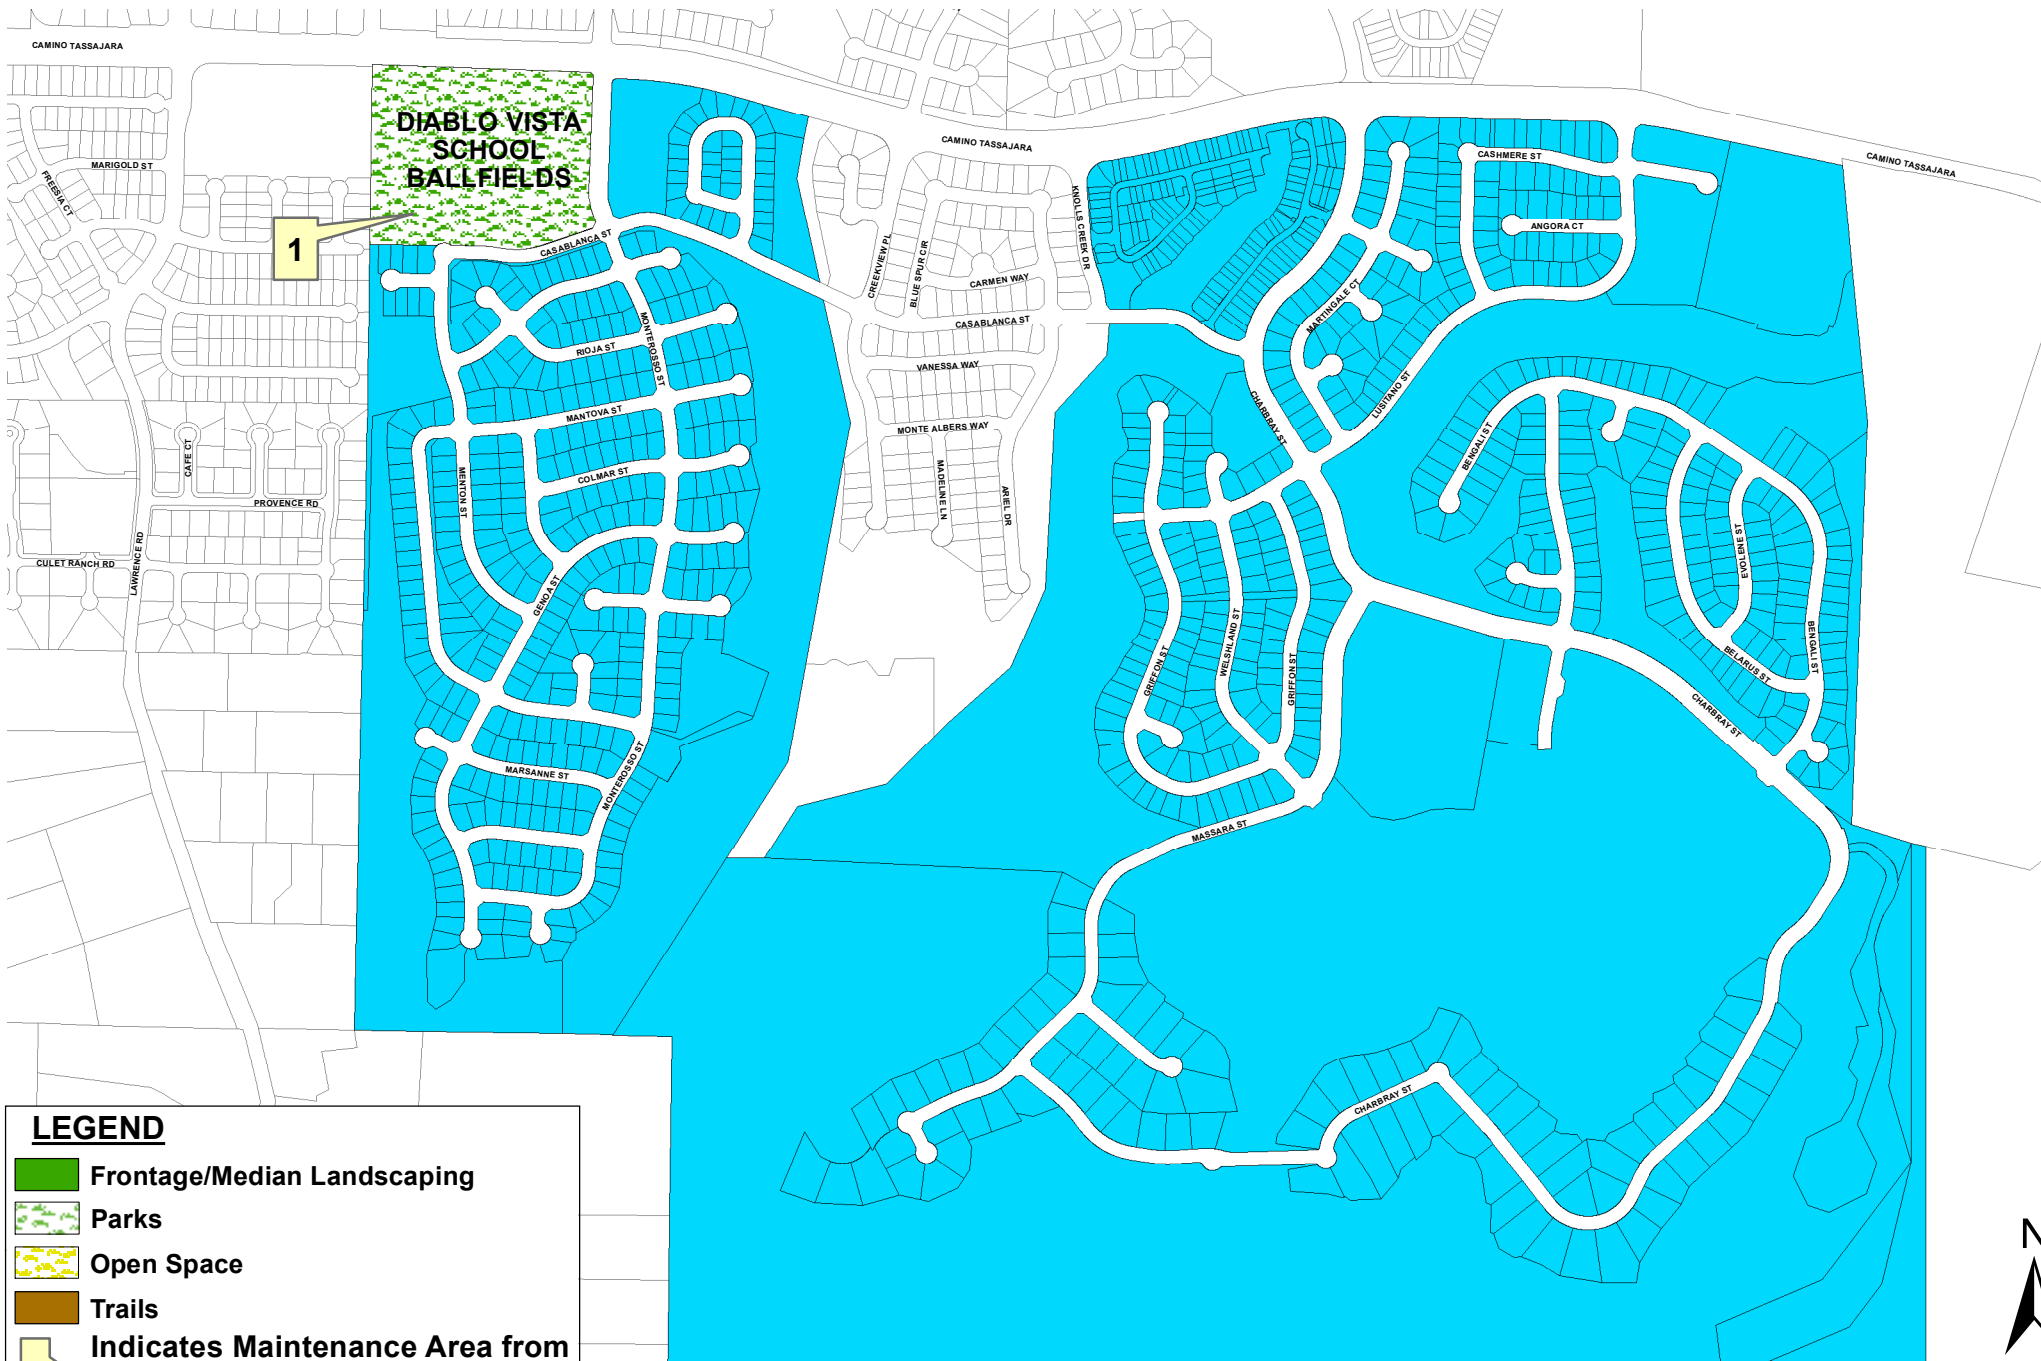 CAMINO TASSAJARA
DIABLO VISTA
SCHOOL
BALLFIELDS
MARIGOLD ST
FREESIA CT
1
CAMINO TASSAJARA
CAMINO TASSAJARA
CASHMERE ST
ANGORA CT
KNOLLS CREEK DR
CASABLANCA ST
CREEKVIEW PL
BLUE SPUR CIR
CARMEN WAY
CASABLANCA ST
MARTINGALE CT
MONTEROSSO ST
RIOJA ST
VANESSA WAY
LUSITANO ST
CHARBRAY ST
MANTOVA ST
MONTE ALBERS WAY
BENGALI ST
CAFE CT
MENTON ST
COLMAR ST
MADELINE LN
ARIEL DR
PROVENCE RD
LAWRENCE RD
CULET RANCH RD
EVOLENE ST
GENOA ST
WELSHLAND ST
GRIFFON ST
GRIFFON ST
BELARUS ST
BENGALI ST
CHARBRAY ST
MARSANNE ST
MONTEROSSO ST
MASSARA ST
CHARBRAY ST
LEGEND
Frontage/Median Landscaping
Parks
Open Space
Trails
Indicates Maintenance Area from
N